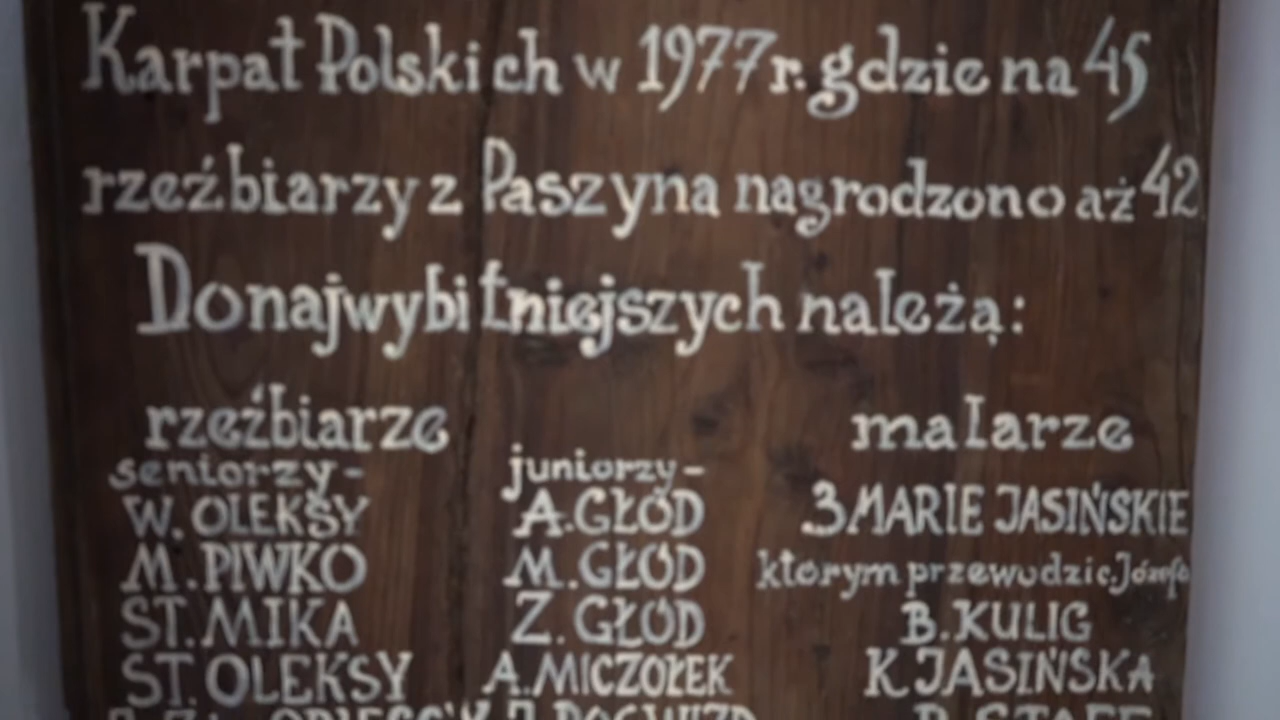 Karpat Polskich w 1977 r. gdzie na 45
rzeźbiarzy z Paszyna nagrodzono aż 42.
Do najwybitniejszych należą:
rzeźbiarze
malarze
seniorzy -
juniorzy -
W. OLEKSY
A. GŁÓD
3 MARIE JASIŃSKIE
M. PIWKO
M. GŁÓD
którym przewodzi
ST. MIKA
Z. GŁÓD
B. KULIG
ST. OLEKSY
A. MICZOŁEK
K. JASIŃSKA